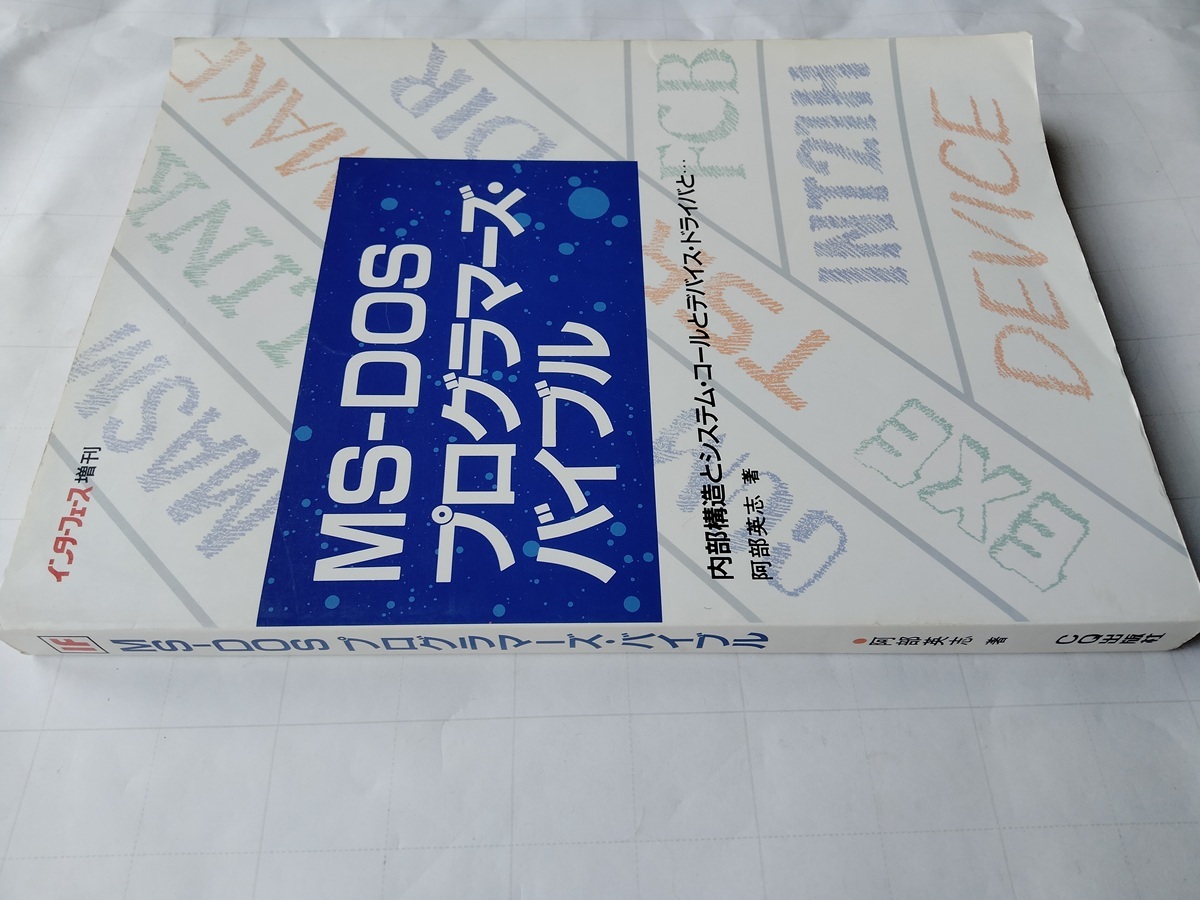 インターフェース増刊
MAKE
DIR
FCB
INT21H
DEVICE
LINK
MASM
TSR
EXE
MS-DOS
プログラマーズ・
バイブル
内部構造とシステム・コールとデバイス・ドライバと…
阿部英志 著
IF
MS-DOSプログラマーズ・バイブル
●阿部英志 著
CQ出版社